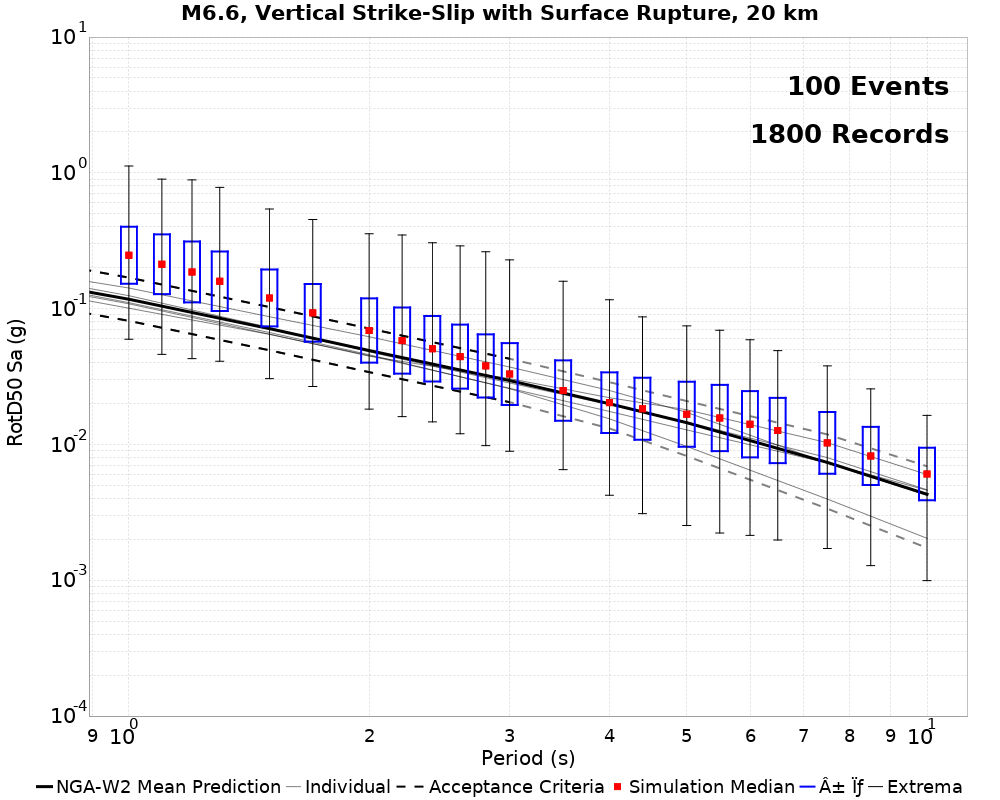 M6.6, Vertical Strike-Slip with Surface Rupture, 20 km
100 Events
1800 Records
RotD50 Sa (g)
10^1
10^0
10^-1
10^-2
10^-3
10^-4
9 10^0 2 3 4 5 6 7 8 9 10^1
Period (s)
NGA-W2 Mean Prediction Individual Acceptance Criteria Simulation Median Â± Ïƒ Extrema